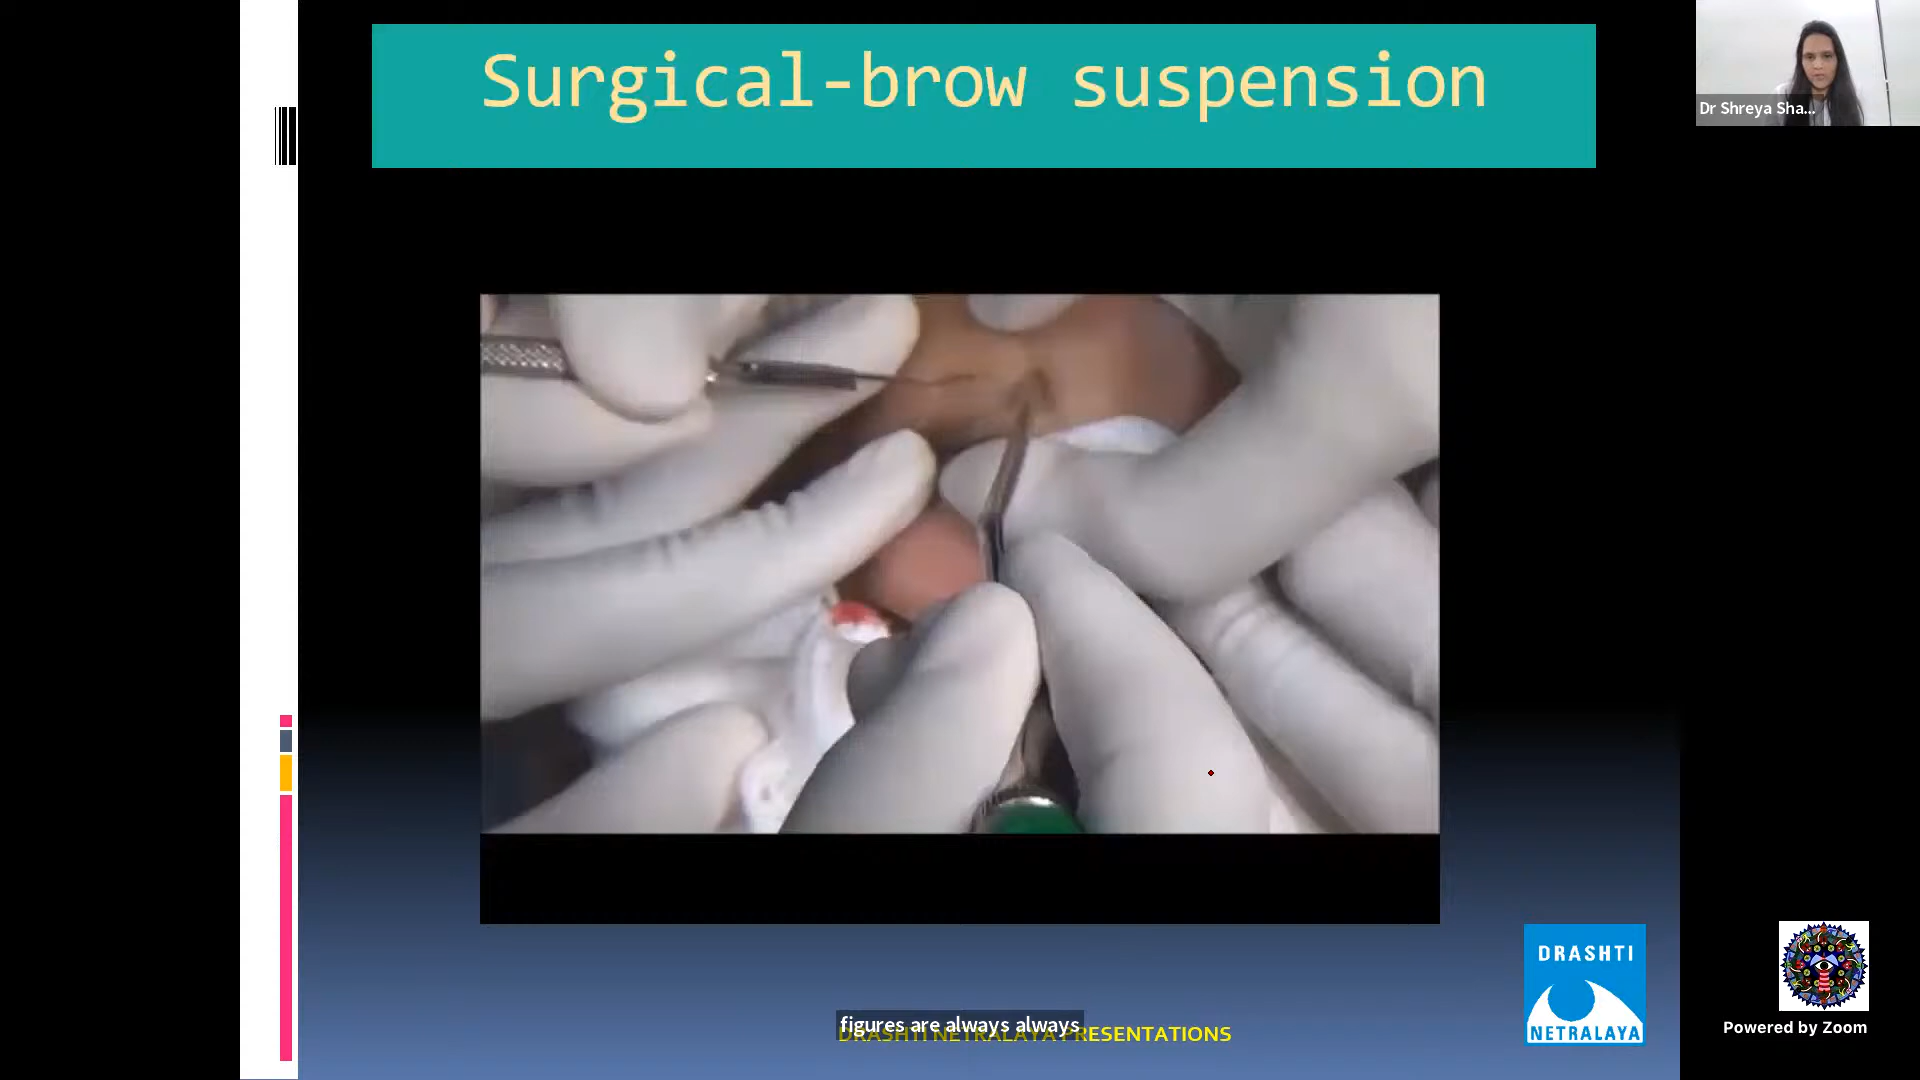 Surgical-brow suspension
Dr Shreya Sha...
DRASHTI
NETRALAYA
figures are always always
DRASHTI NETRALAYA PRESENTATIONS
Powered by Zoom